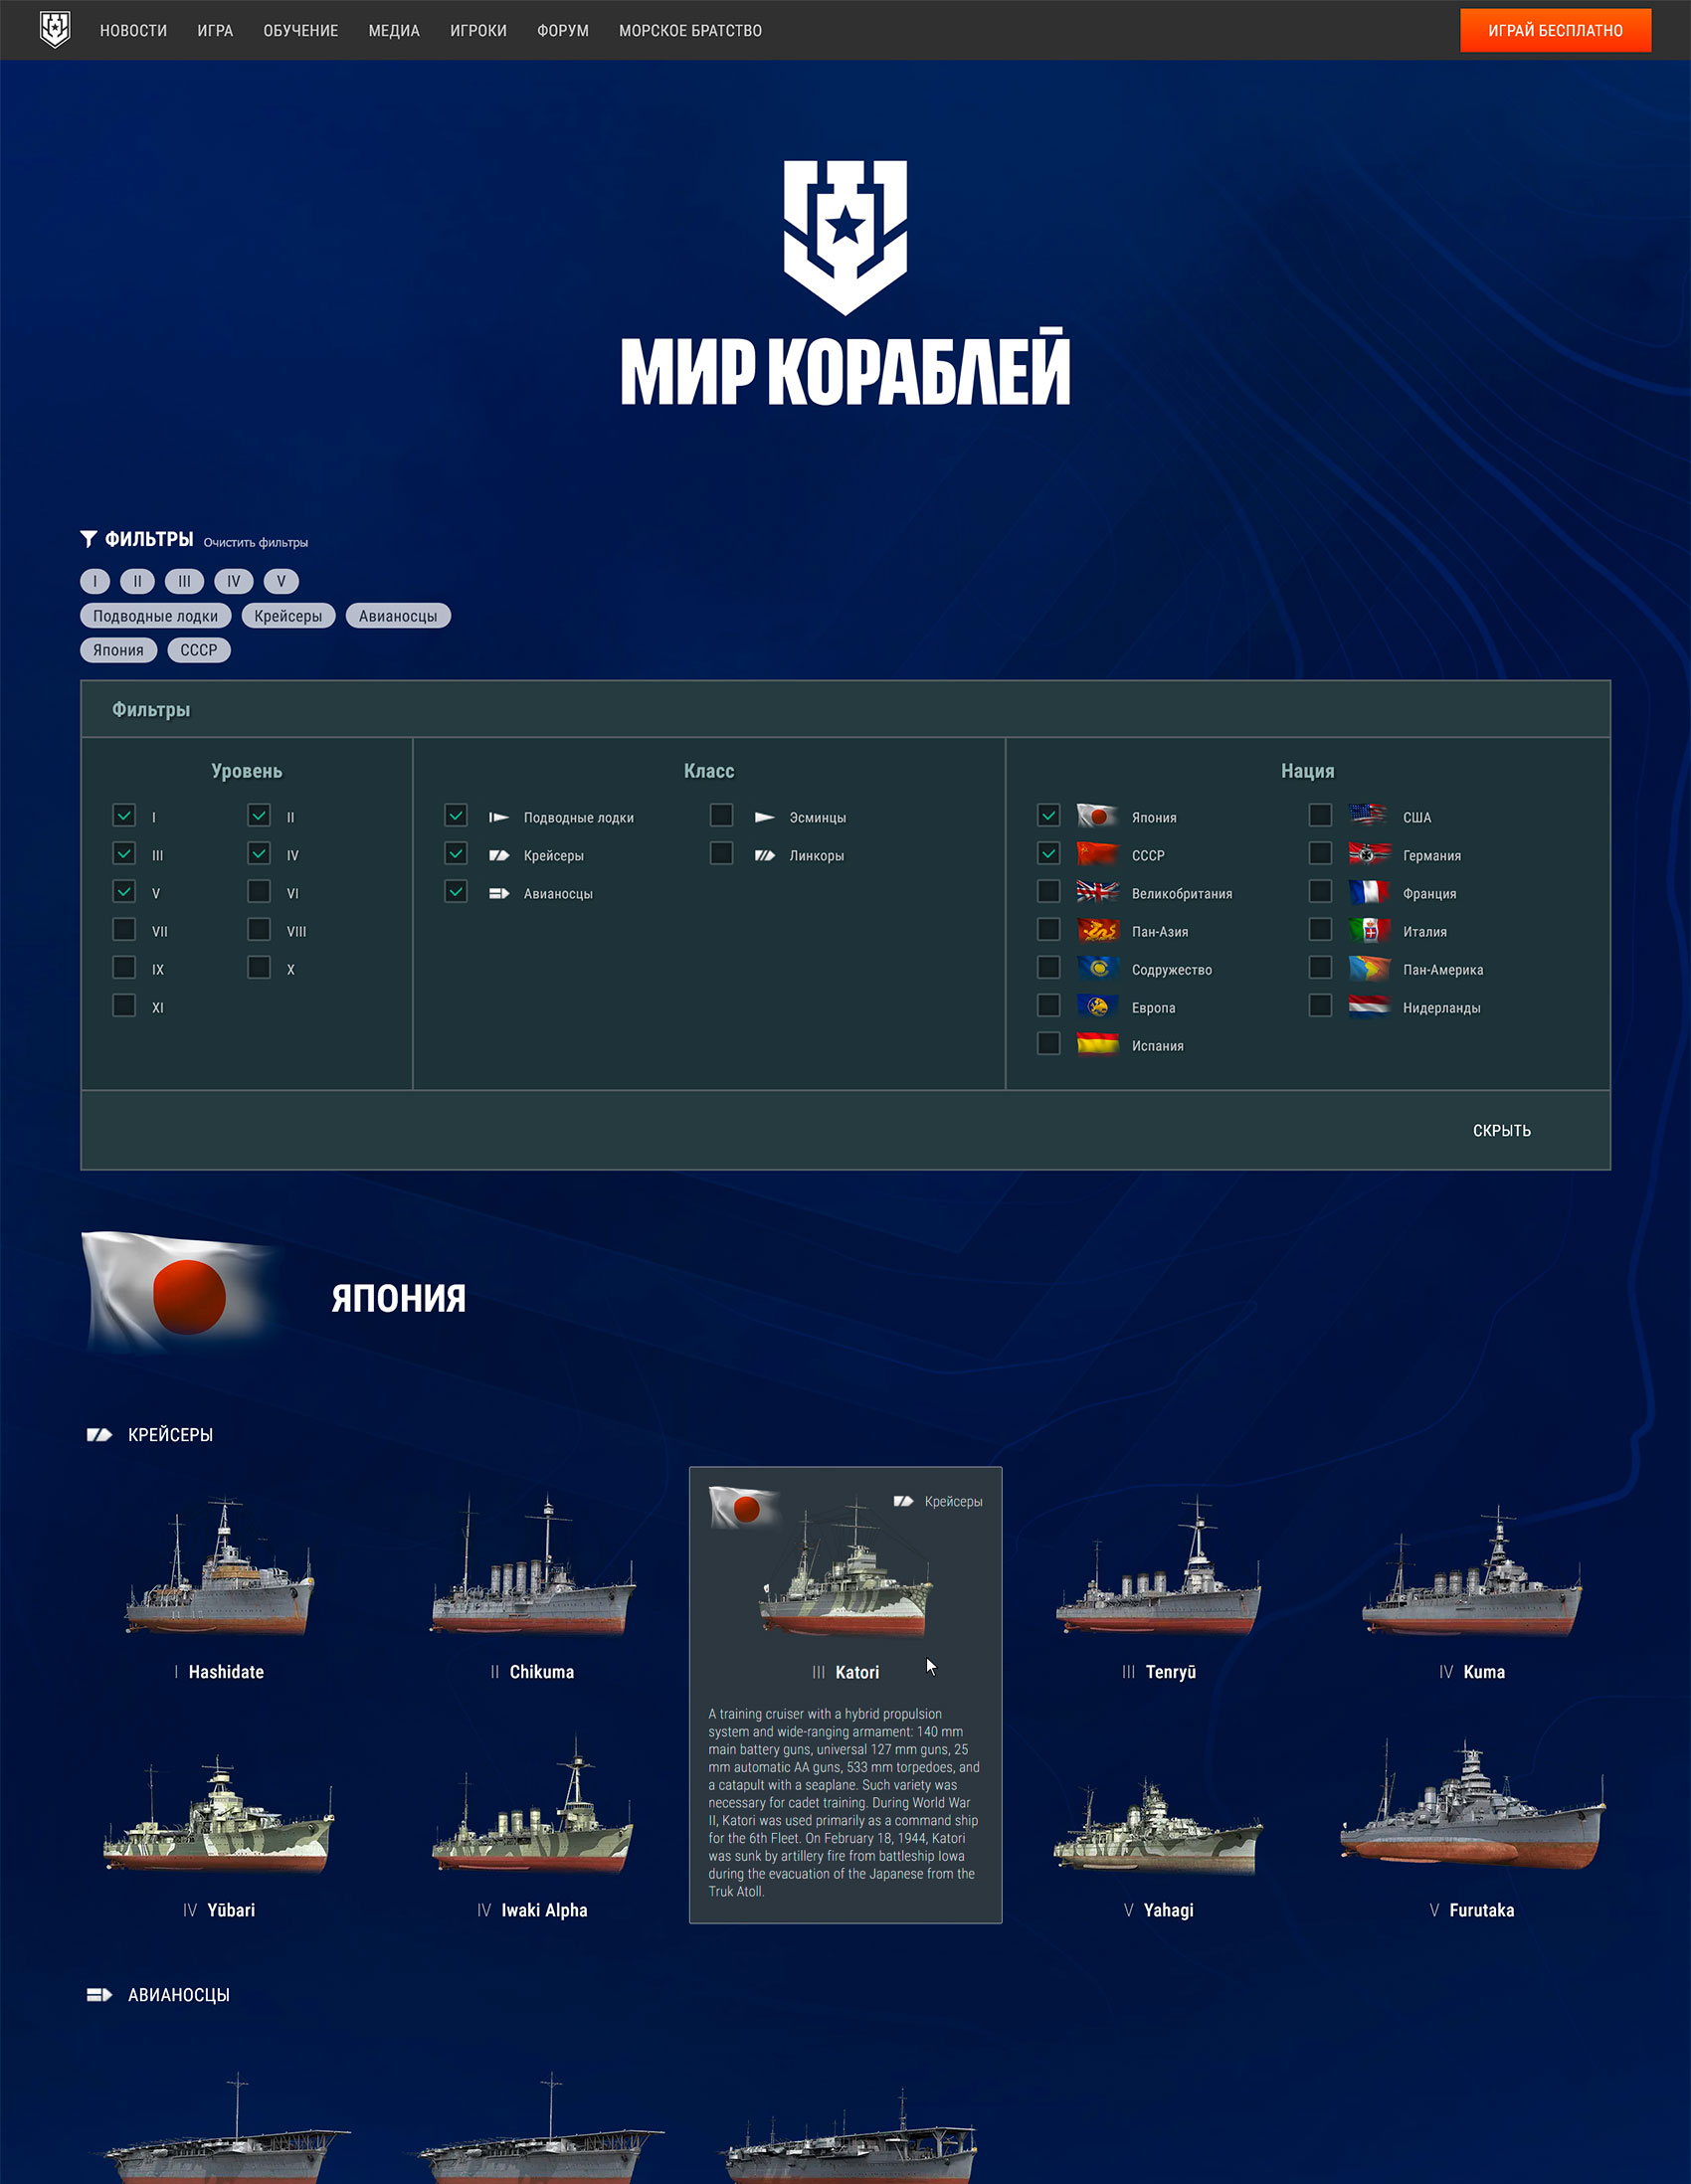 НОВОСТИ ИГРА ОБУЧЕНИЕ МЕДИА ИГРОКИ ФОРУМ МОРСКОЕ БРАТСТВО ИГРАЙ БЕСПЛАТНО
МИР КОРАБЛЕЙ
ФИЛЬТРЫ Очистить фильтры
I II III IV V
Подводные лодки Крейсеры Авианосцы
Япония СССР
Фильтры
Уровень
I II
III IV
V VI
VII VIII
IX X
XI
Класс
Подводные лодки Эсминцы
Крейсеры Линкоры
Авианосцы
Нация
Япония США
СССР Германия
Великобритания Франция
Пан-Азия Италия
Содружество Пан-Америка
Европа Нидерланды
Испания
СКРЫТЬ
ЯПОНИЯ
КРЕЙСЕРЫ
I Hashidate
II Chikuma
Крейсеры
III Katori
A training cruiser with a hybrid propulsion
system and wide-ranging armament: 140 mm
main battery guns, universal 127 mm guns, 25
mm automatic AA guns, 533 mm torpedoes, and
a catapult with a seaplane. Such variety was
necessary for cadet training. During World War
II, Katori was used primarily as a command ship
for the 6th Fleet. On February 18, 1944, Katori
was sunk by artillery fire from battleship Iowa
during the evacuation of the Japanese from the
Truk Atoll.
III Tenryū
IV Kuma
IV Yūbari
IV Iwaki Alpha
V Yahagi
V Furutaka
АВИАНОСЦЫ